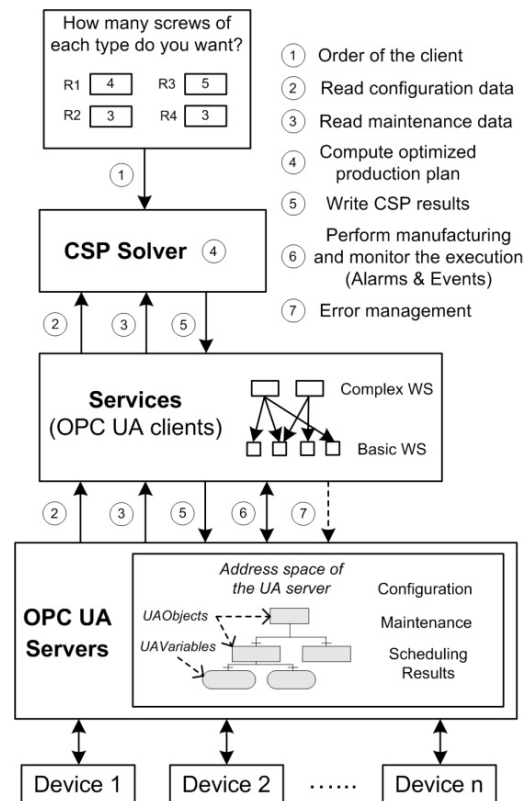 How many screws of
each type do you want?
R1 4 R3 5
R2 3 R4 3
1 Order of the client
2 Read configuration data
3 Read maintenance data
4 Compute optimized
production plan
5 Write CSP results
6 Perform manufacturing
and monitor the execution
(Alarms & Events)
7 Error management
1
CSP Solver 4
2 3 5
Services
(OPC UA clients)
Complex WS
Basic WS
2 3 5 6 7
OPC UA
Servers
Address space of
the UA server
UAObjects
UAVariables
Configuration
Maintenance
Scheduling
Results
Device 1 Device 2 ...... Device n